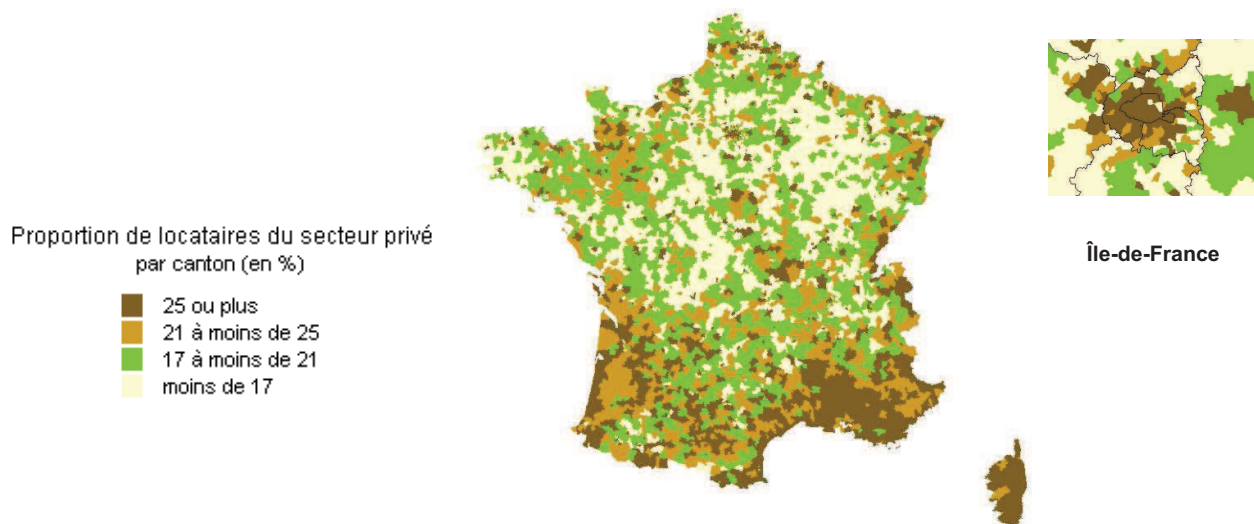 Proportion de locataires du secteur privé
par canton (en %)
25 ou plus
21 à moins de 25
17 à moins de 21
moins de 17
Île-de-France